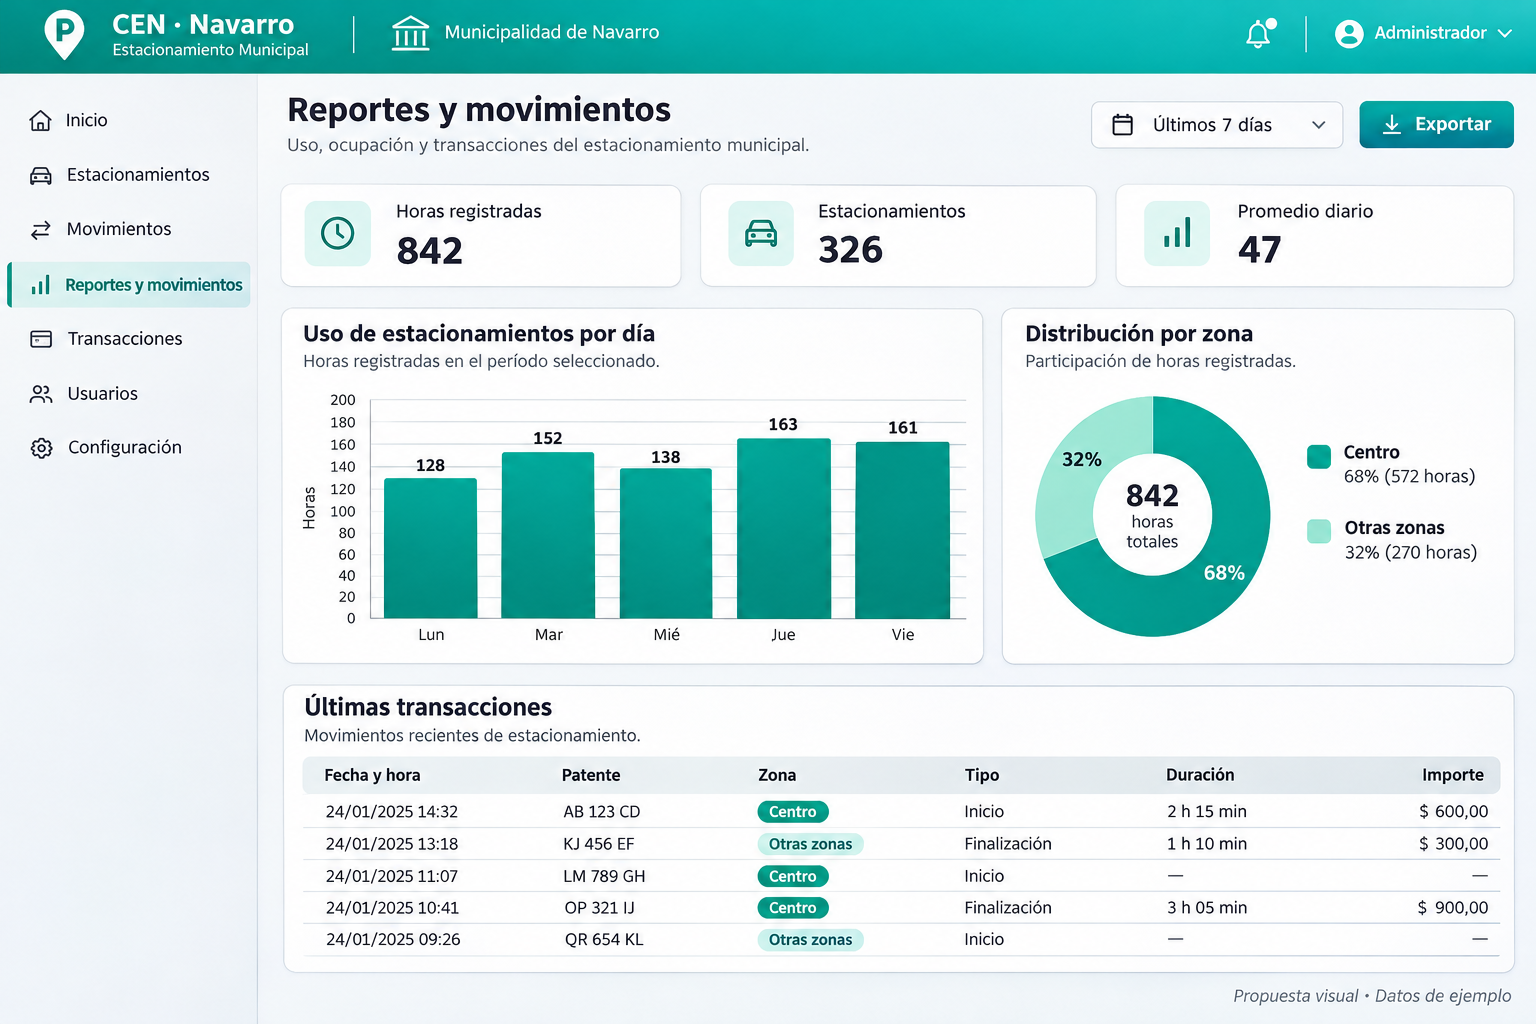 CEN · Navarro
Estacionamiento Municipal
Municipalidad de Navarro
Administrador
Inicio
Estacionamientos
Movimientos
Reportes y movimientos
Transacciones
Usuarios
Configuración
Reportes y movimientos
Uso, ocupación y transacciones del estacionamiento municipal.
Últimos 7 días
Exportar
Horas registradas
842
Estacionamientos
326
Promedio diario
47
Uso de estacionamientos por día
Horas registradas en el período seleccionado.
Horas
200
180
160
140
120
100
80
60
40
20
0
128
152
138
163
161
Lun
Mar
Mié
Jue
Vie
Distribución por zona
Participación de horas registradas.
32%
842
horas
totales
68%
Centro
68% (572 horas)
Otras zonas
32% (270 horas)
Últimas transacciones
Movimientos recientes de estacionamiento.
Fecha y hora Patente Zona Tipo Duración Importe
24/01/2025 14:32 AB 123 CD Centro Inicio 2 h 15 min $ 600,00
24/01/2025 13:18 KJ 456 EF Otras zonas Finalización 1 h 10 min $ 300,00
24/01/2025 11:07 LM 789 GH Centro Inicio — —
24/01/2025 10:41 OP 321 IJ Centro Finalización 3 h 05 min $ 900,00
24/01/2025 09:26 QR 654 KL Otras zonas Inicio — —
Propuesta visual • Datos de ejemplo